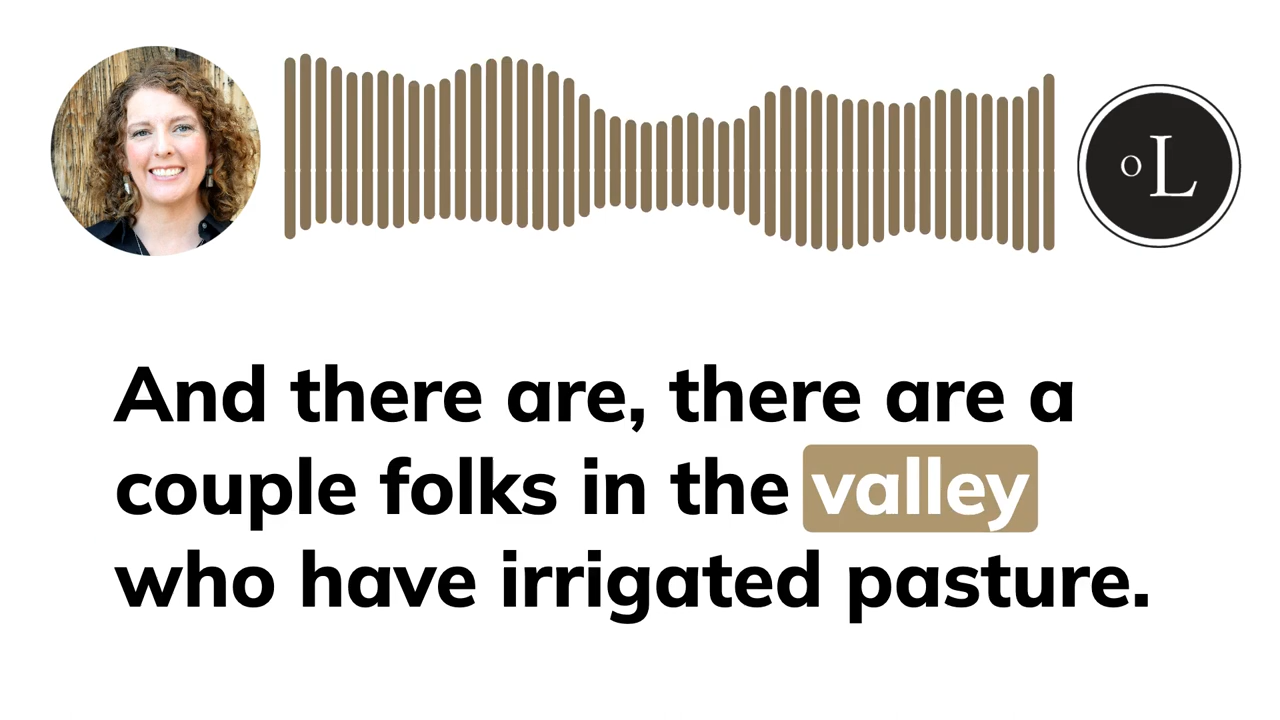 oL
And there are, there are a
couple folks in the valley
who have irrigated pasture.